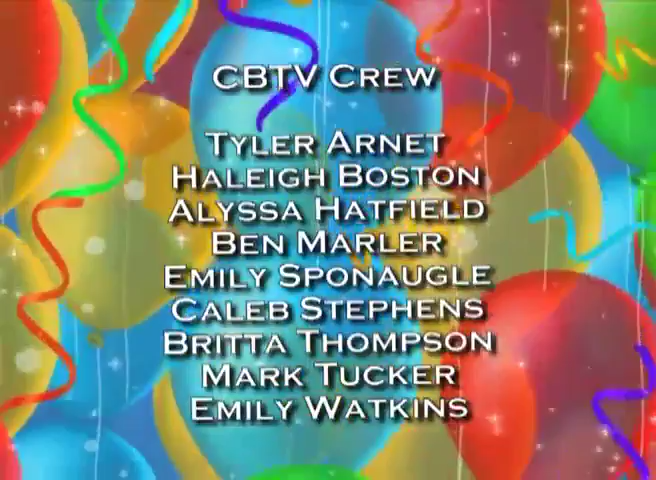 CBTV CREW
TYLER ARNET
HALEIGH BOSTON
ALYSSA HATFIELD
BEN MARLER
EMILY SPONAUGLE
CALEB STEPHENS
BRITTA THOMPSON
MARK TUCKER
EMILY WATKINS